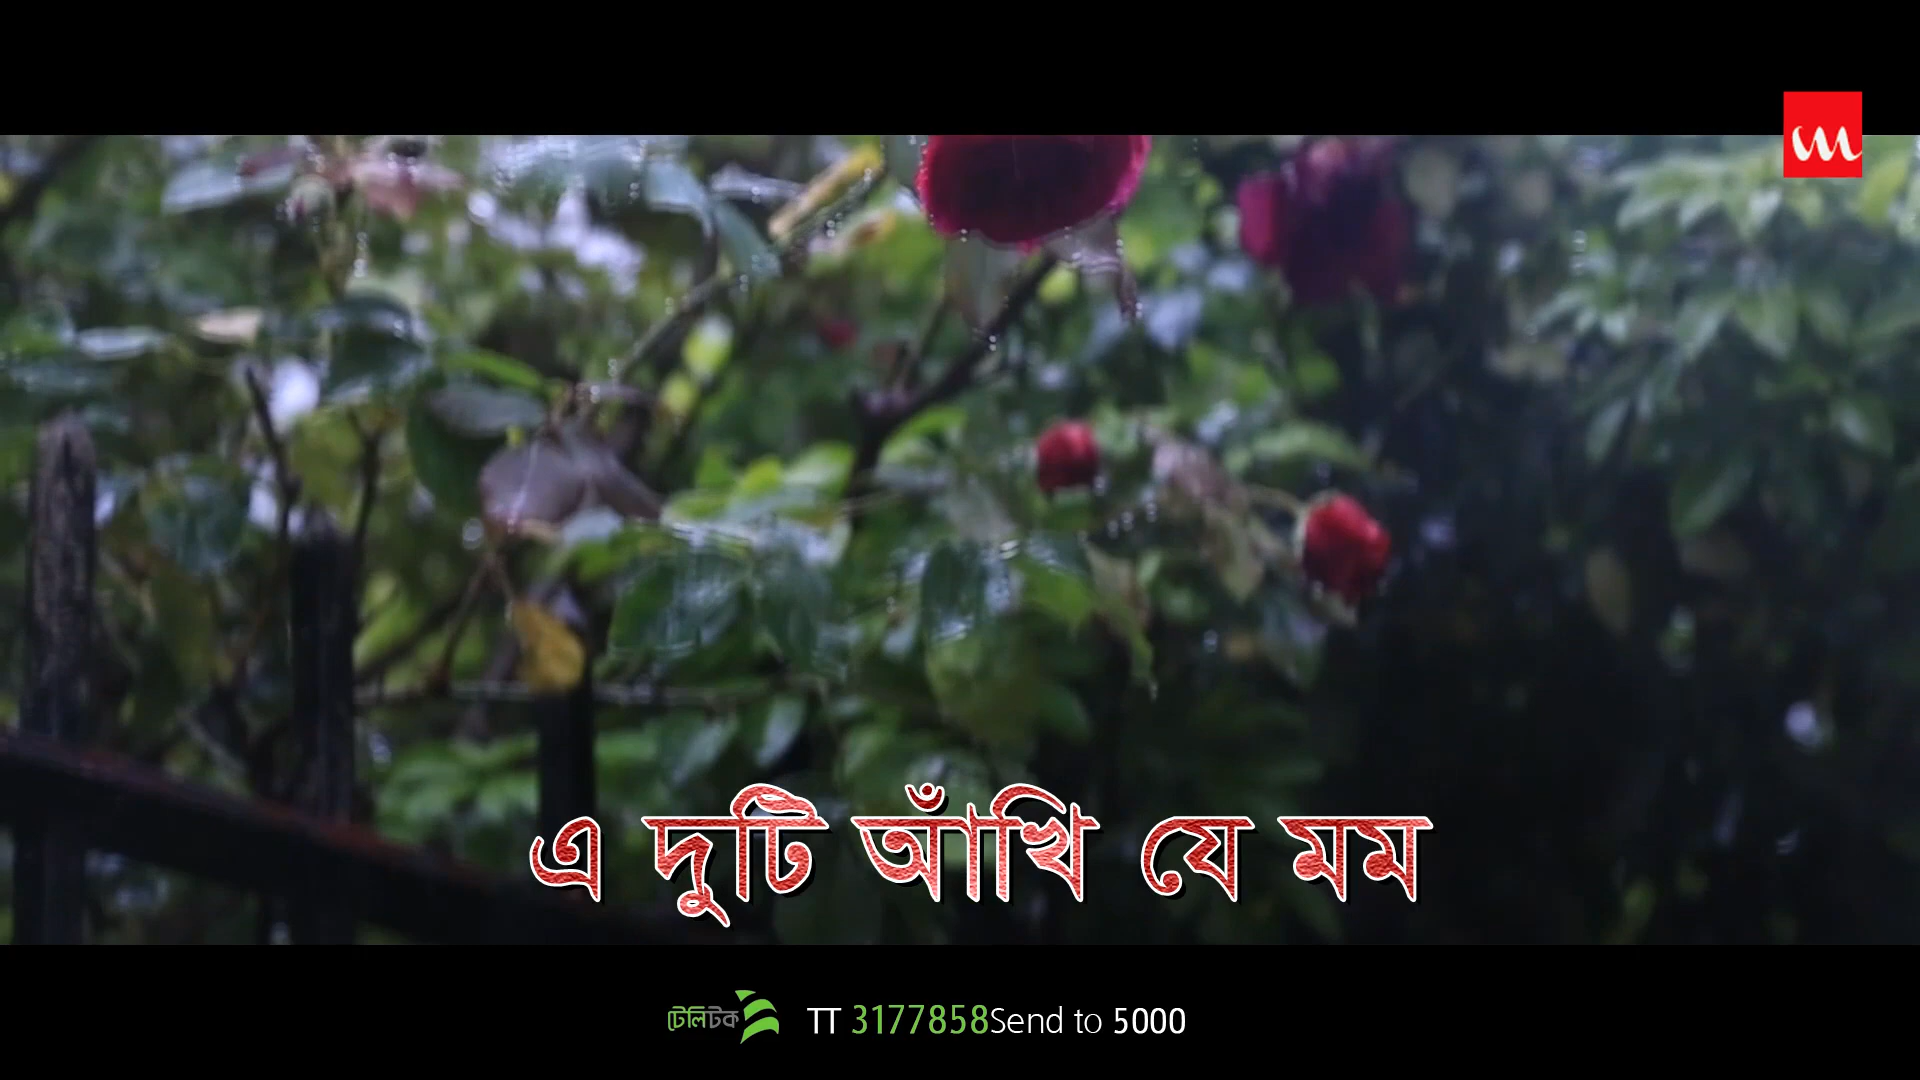 এ দুটি আঁখি যে মম
টেলিটক TT 3177858Send to 5000